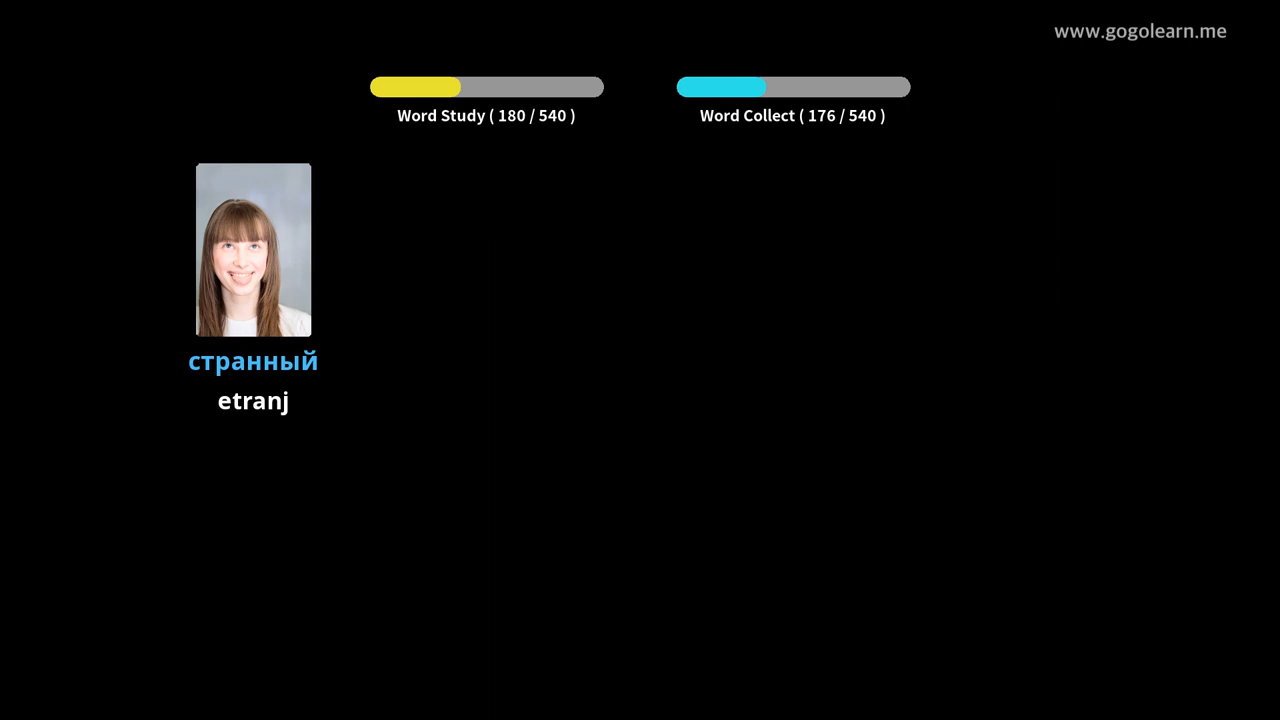 www.gogolearn.me
Word Study ( 180 / 540 )
Word Collect ( 176 / 540 )
странный
etranj